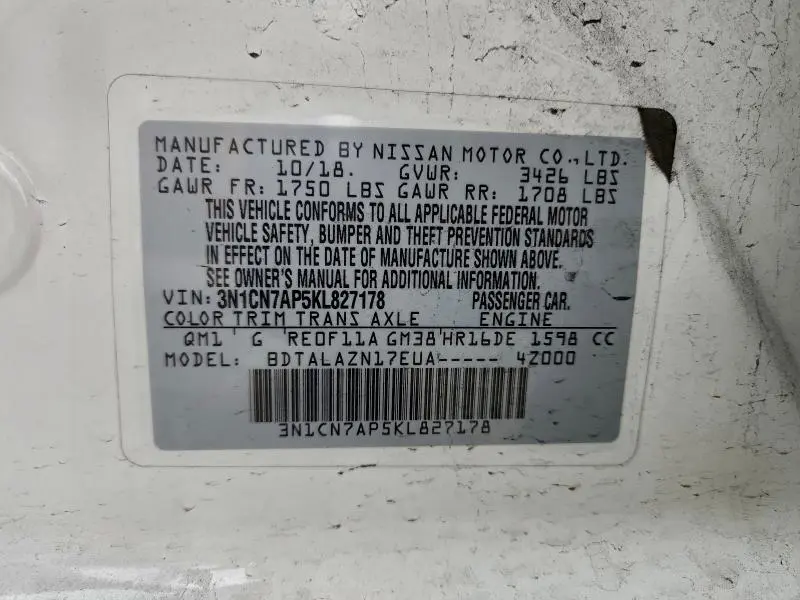 MANUFACTURED BY NISSAN MOTOR CO., LTD.
DATE: 10/18. GVWR: 3426 LBS
GAWR FR: 1750 LBS GAWR RR: 1708 LBS
THIS VEHICLE CONFORMS TO ALL APPLICABLE FEDERAL MOTOR
VEHICLE SAFETY, BUMPER AND THEFT PREVENTION STANDARDS
IN EFFECT ON THE DATE OF MANUFACTURE SHOWN ABOVE.
SEE OWNER'S MANUAL FOR ADDITIONAL INFORMATION.
VIN: 3N1CN7AP5KL827178 PASSENGER CAR.
COLOR TRIM TRANS AXLE ENGINE
QM1 ' G 'RE0F11A GM38'HR16DE 1598 CC
MODEL: BDTALAZN17EUA----- 4Z000
3N1CN7AP5KL827178